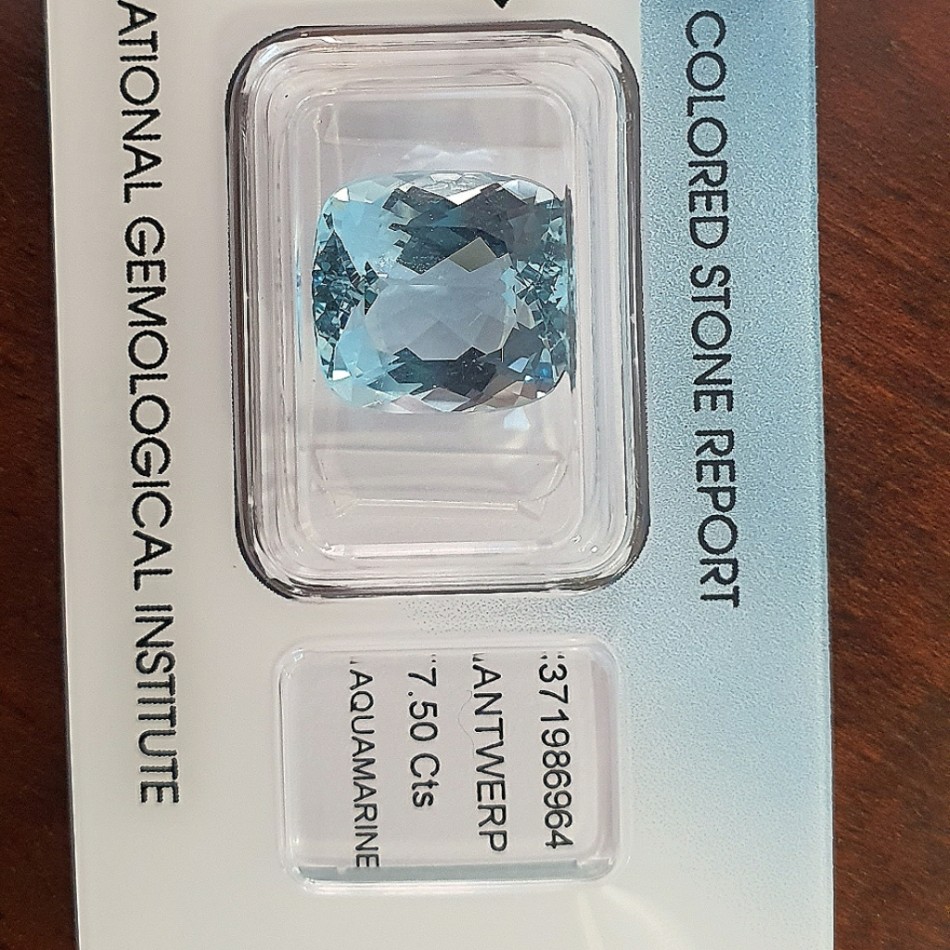 COLORED STONE REPORT
371986964
ANTWERP
7.50 Cts
AQUAMARINE
ATIONAL GEMOLOGICAL INSTITUTE